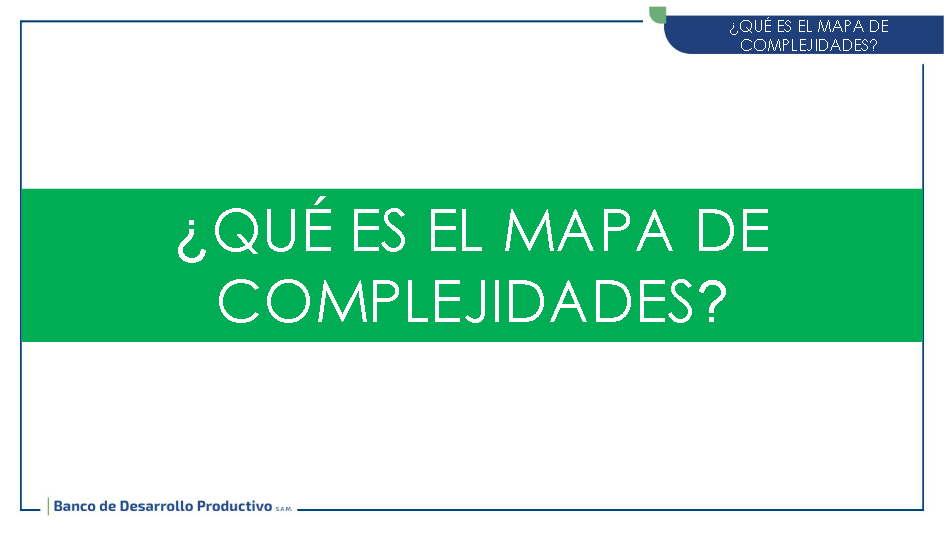 ¿QUÉ ES EL MAPA DE
COMPLEJIDADES?
¿QUÉ ES EL MAPA DE
COMPLEJIDADES?
Banco de Desarrollo Productivo S.A.M.